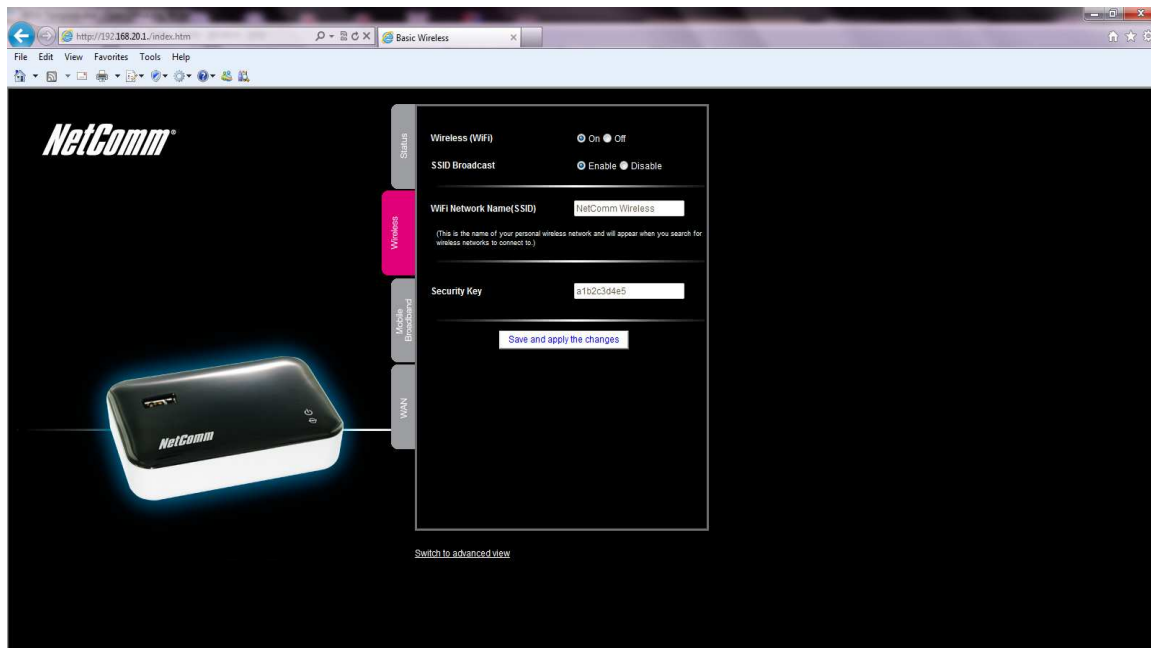 http://192.168.20.1./index.htm
Basic Wireless
File Edit View Favorites Tools Help
NetComm®
Status
Wireless (WiFi) On Off
SSID Broadcast Enable Disable
Wireless
WiFi Network Name(SSID) NetComm Wireless
(This is the name of your personal wireless network and will appear when you search for
wireless networks to connect to.)
Mobile
Broadband
Security Key a1b2c3d4e5
Save and apply the changes
WAN
NetComm
Switch to advanced view